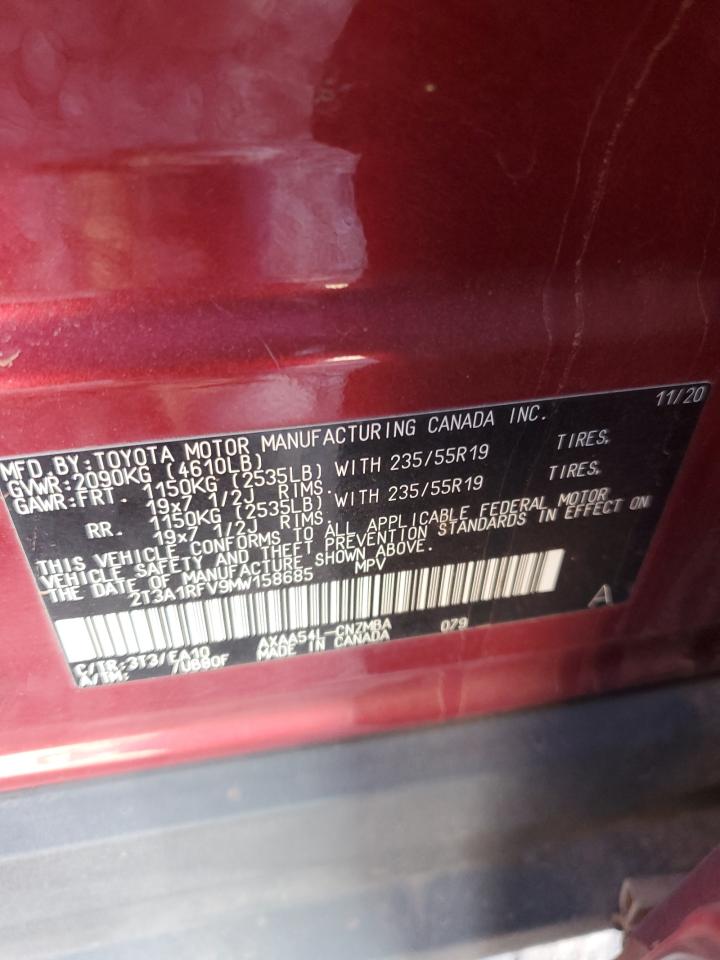 11/20
MFD.BY:TOYOTA MOTOR MANUFACTURING CANADA INC.
GVWR:2090KG (4610LB)
GAWR:FRT. 1150KG (2535LB) WITH 235/55R19 TIRES,
19x7 1/2J RIMS.
RR. 1150KG (2535LB) WITH 235/55R19 TIRES,
19x7 1/2J RIMS.
THIS VEHICLE CONFORMS TO ALL APPLICABLE FEDERAL MOTOR
VEHICLE SAFETY AND THEFT PREVENTION STANDARDS IN EFFECT ON
THE DATE OF MANUFACTURE SHOWN ABOVE.
2T3A1RFV9MW158685 MPV
A
C/TR:3T3/EA10 AXAA54L-CNZMBA 079
A/TM: /U880F MADE IN CANADA